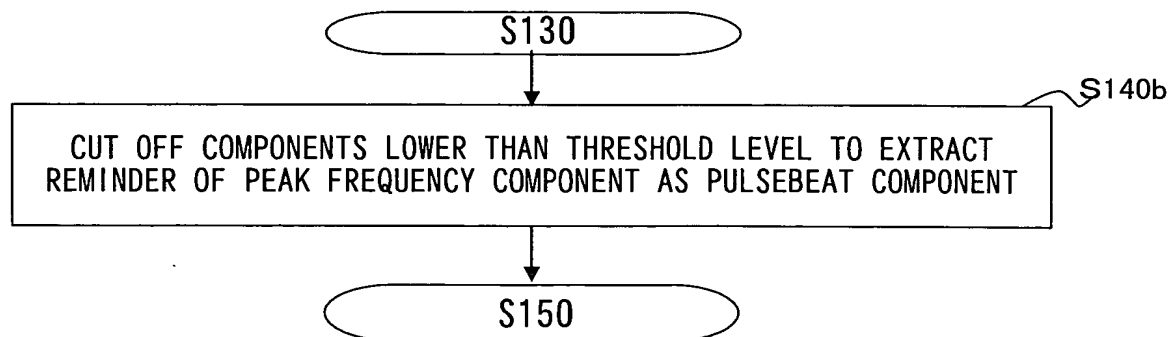 S130
S140b
CUT OFF COMPONENTS LOWER THAN THRESHOLD LEVEL TO EXTRACT
REMINDER OF PEAK FREQUENCY COMPONENT AS PULSEBEAT COMPONENT
S150